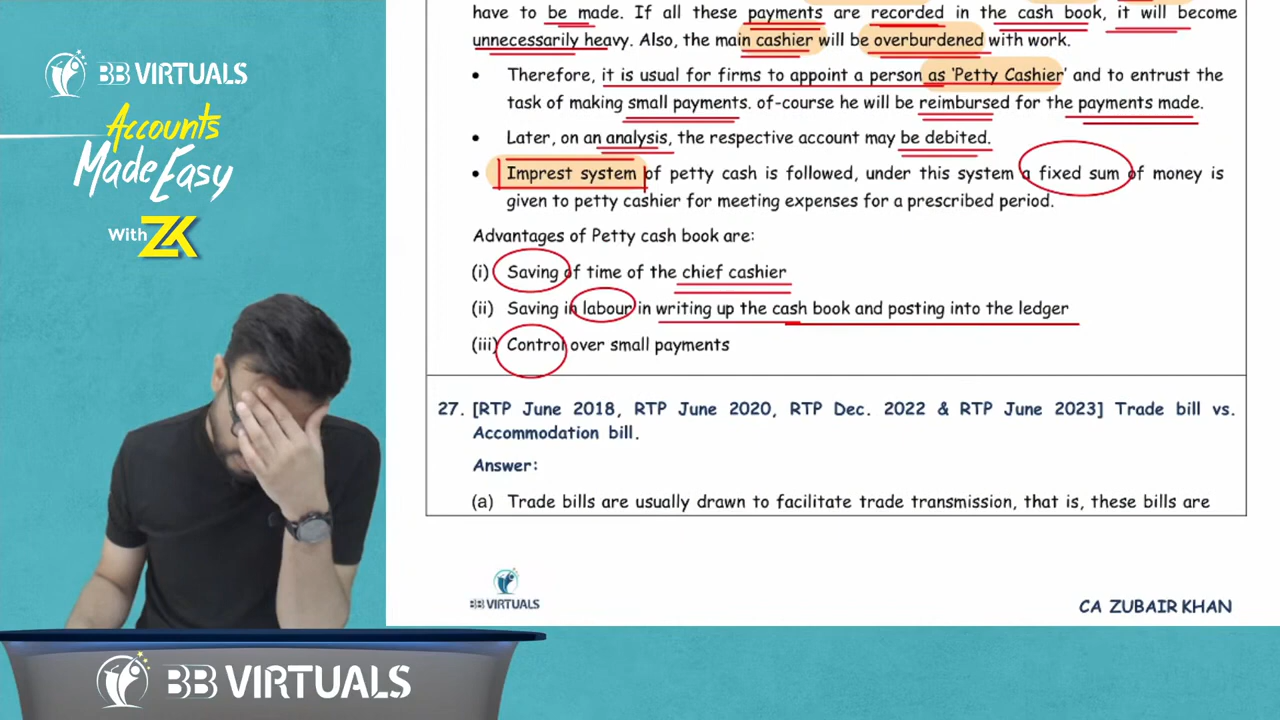 BB VIRTUALS
Accounts
Made Easy
With ZK
have to be made. If all these payments are recorded in the cash book, it will become
unnecessarily heavy. Also, the main cashier will be overburdened with work.
• Therefore, it is usual for firms to appoint a person as 'Petty Cashier' and to entrust the
task of making small payments. of-course he will be reimbursed for the payments made.
• Later, on an analysis, the respective account may be debited.
• Imprest system of petty cash is followed, under this system a fixed sum of money is
given to petty cashier for meeting expenses for a prescribed period.
Advantages of Petty cash book are:
(i) Saving of time of the chief cashier
(ii) Saving in labour in writing up the cash book and posting into the ledger
(iii) Control over small payments
27. [RTP June 2018, RTP June 2020, RTP Dec. 2022 & RTP June 2023] Trade bill vs.
Accommodation bill.
Answer:
(a) Trade bills are usually drawn to facilitate trade transmission, that is, these bills are
BB VIRTUALS
CA ZUBAIR KHAN
BB VIRTUALS